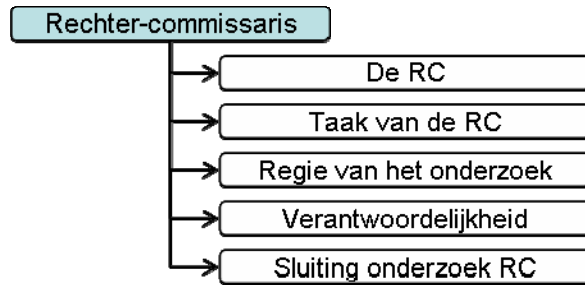 Rechter-commissaris
De RC
Taak van de RC
Regie van het onderzoek
Verantwoordelijkheid
Sluiting onderzoek RC